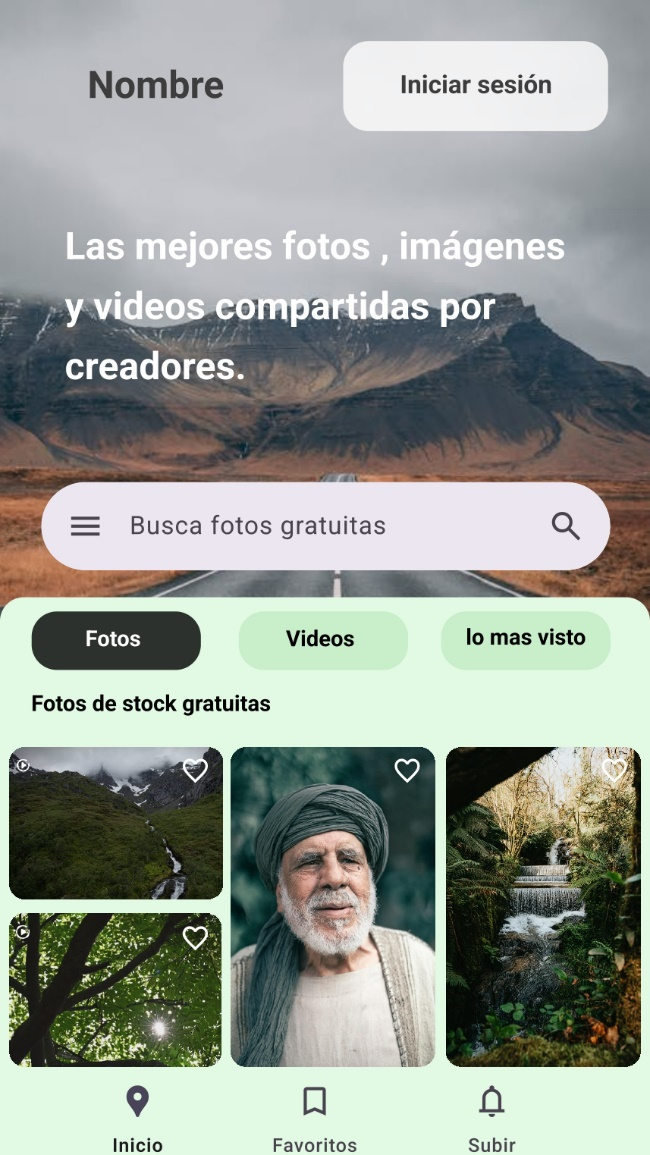 Nombre
Iniciar sesión
Las mejores fotos , imágenes
y videos compartidas por
creadores.
Busca fotos gratuitas
Fotos
Videos
lo mas visto
Fotos de stock gratuitas
Inicio
Favoritos
Subir